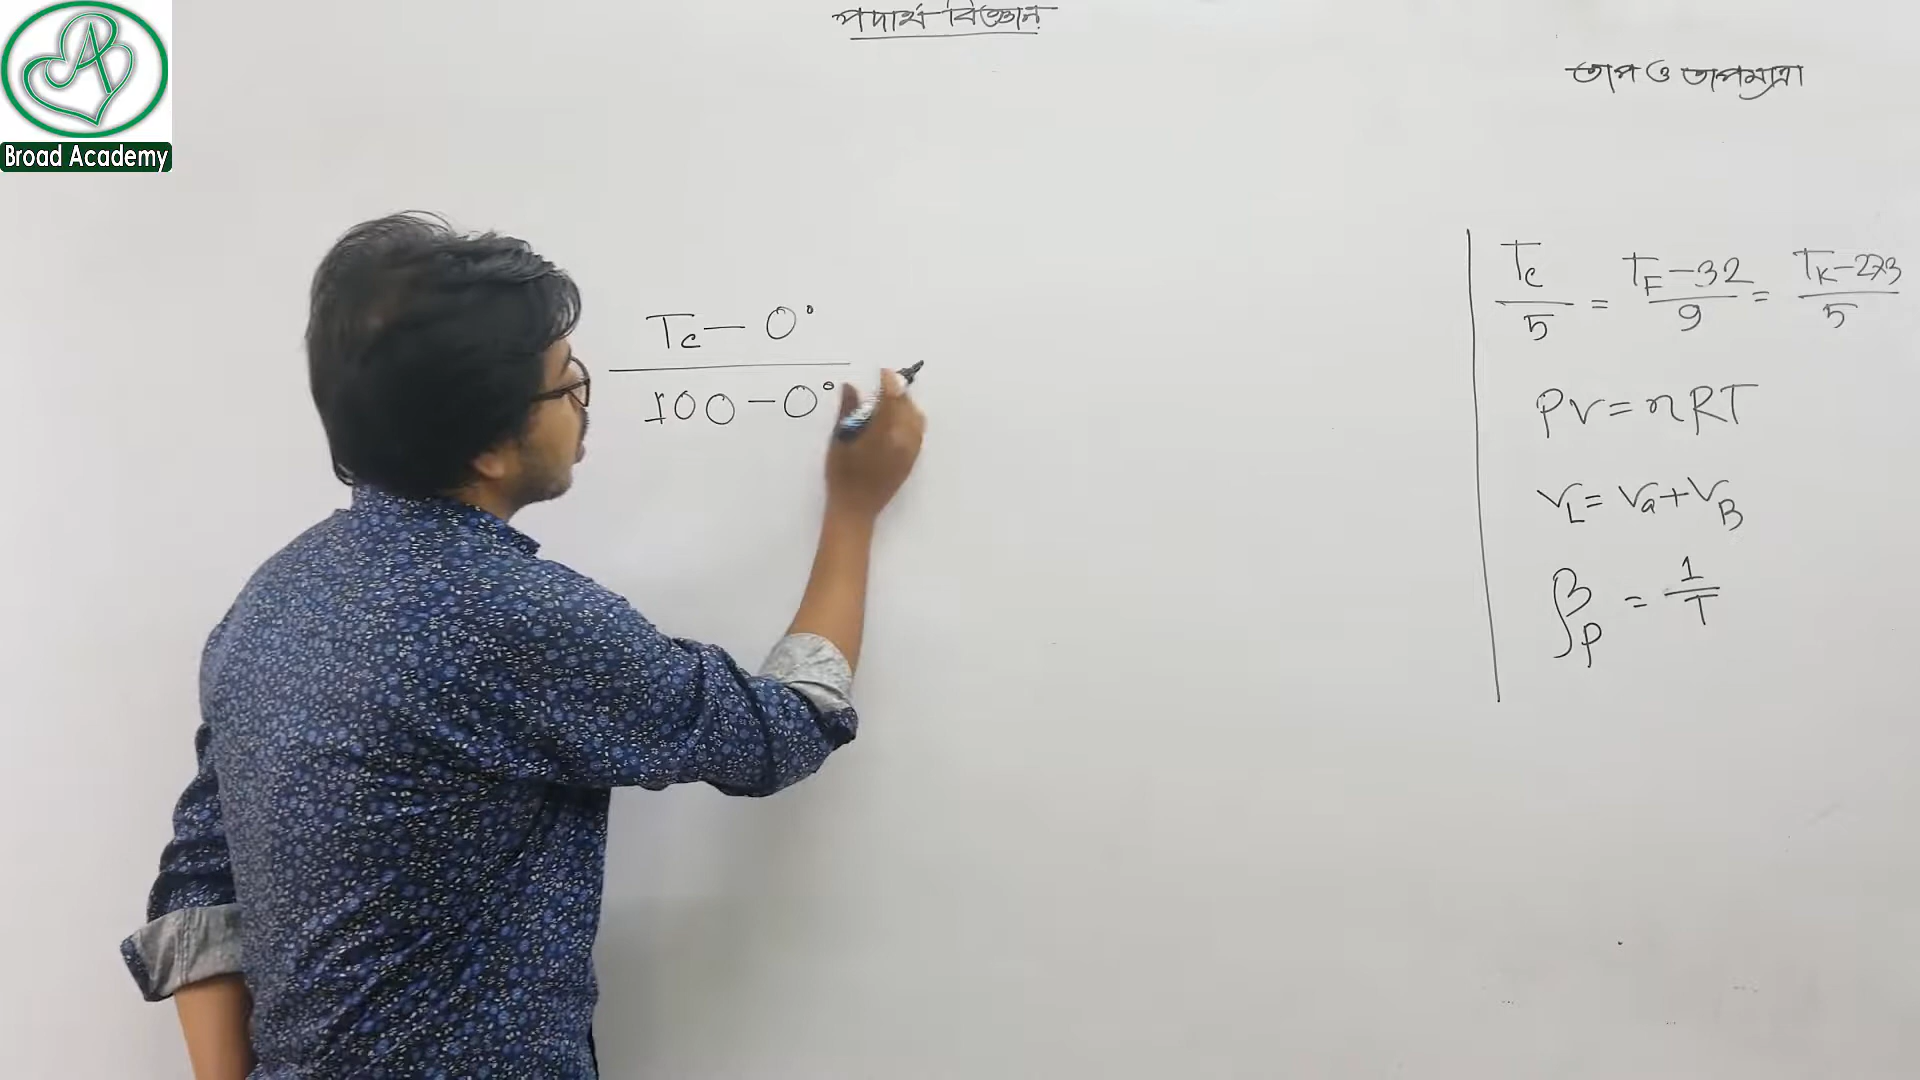 Broad Academy
পদার্থ বিজ্ঞান
তাপ ও তাপমাত্রা
Tc - 0°
100 - 0°
Tc/5 = TF - 32/9 = TK - 273/5
PV = nRT
VL = Va + VB
βp = 1/T